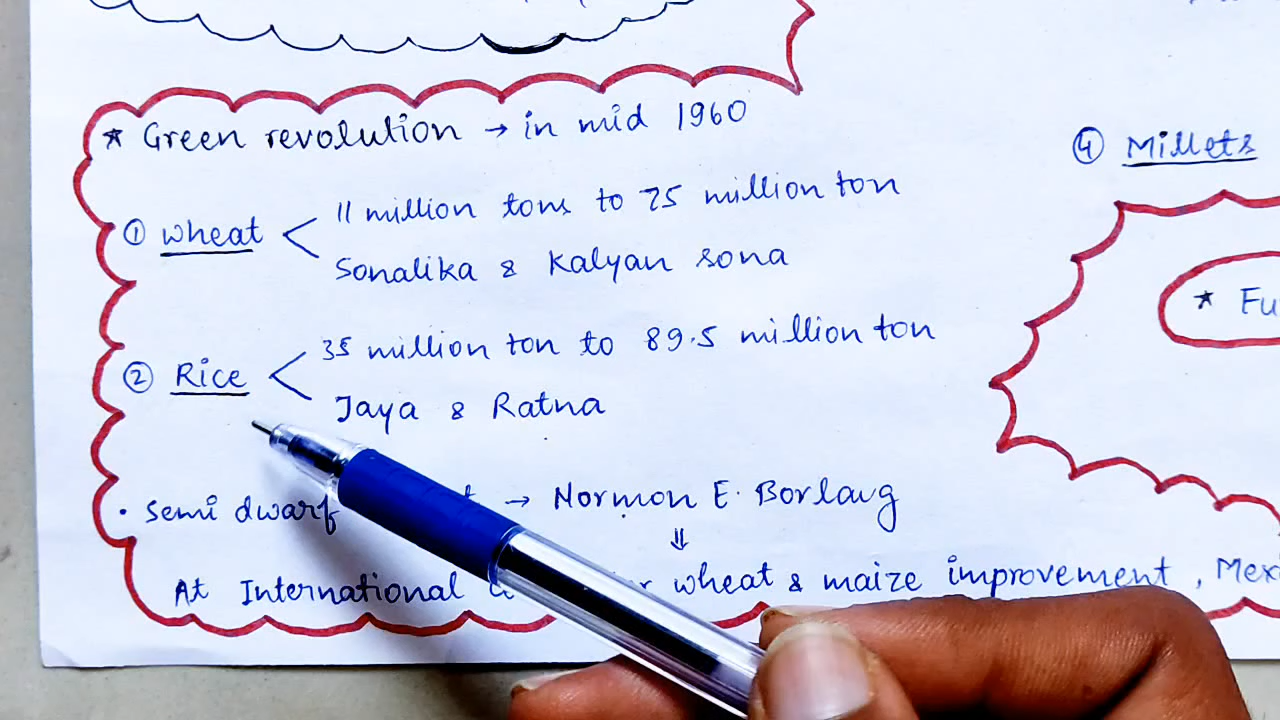 ★ Green revolution → in mid 1960
① Wheat
11 million tons to 75 million ton
Sonalika & Kalyan sona
② Rice
35 million ton to 89.5 million ton
Jaya & Ratna
• Semi dwarf → Normon E. Borlaug
⇓
At International wheat & maize improvement, Mexi
④ Millets
★ Fu